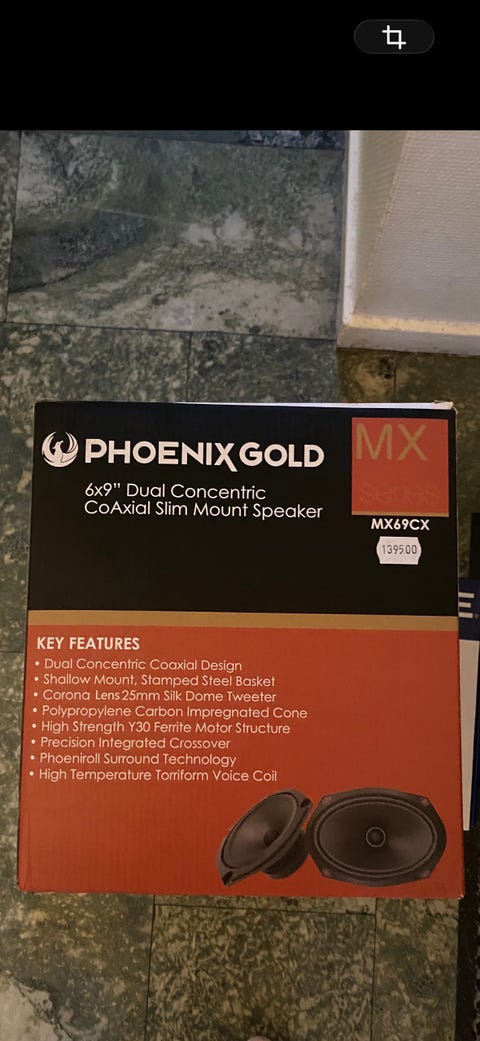 PHOENIX GOLD
6x9" Dual Concentric
CoAxial Slim Mount Speaker
MX
series
MX69CX
1395.00
E
KEY FEATURES
• Dual Concentric Coaxial Design
• Shallow Mount, Stamped Steel Basket
• Corona Lens 25mm Silk Dome Tweeter
• Polypropylene Carbon Impregnated Cone
• High Strength Y30 Ferrite Motor Structure
• Precision Integrated Crossover
• Phoeniroll Surround Technology
• High Temperature Torriform Voice Coil